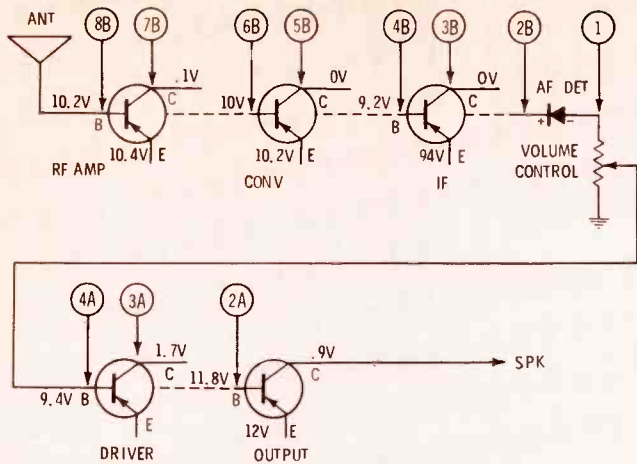 ANT
8B 7B 6B 5B 4B 3B 2B 1
.1V 0V 0V AF DET
10.2V B C 10V B C 9.2V B C + -
10.4V E 10.2V E 94V E VOLUME CONTROL
RF AMP CONV IF
4A 3A 2A
1.7V .9V
C 11.8V C SPK
9.4V B B
E 12V E
DRIVER OUTPUT